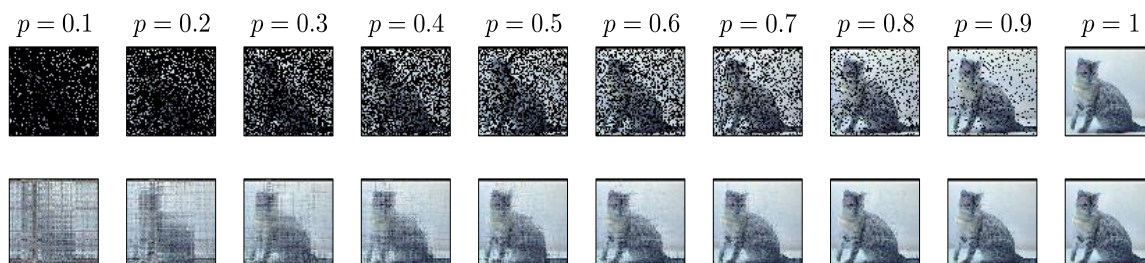 p = 0.1 p = 0.2 p = 0.3 p = 0.4 p = 0.5 p = 0.6 p = 0.7 p = 0.8 p = 0.9 p = 1